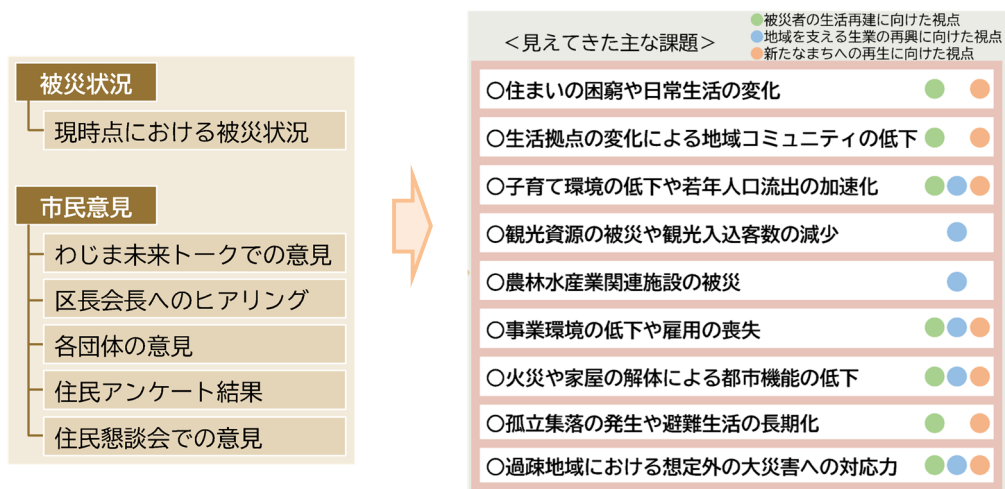 被災状況
現時点における被災状況
市民意見
わじま未来トークでの意見
区長会長へのヒアリング
各団体の意見
住民アンケート結果
住民懇談会での意見
＜見えてきた主な課題＞
被災者の生活再建に向けた視点
地域を支える生業の再興に向けた視点
新たなまちへの再生に向けた視点
○住まいの困窮や日常生活の変化
○生活拠点の変化による地域コミュニティの低下
○子育て環境の低下や若年人口流出の加速化
○観光資源の被災や観光入込客数の減少
○農林水産業関連施設の被災
○事業環境の低下や雇用の喪失
○火災や家屋の解体による都市機能の低下
○孤立集落の発生や避難生活の長期化
○過疎地域における想定外の大災害への対応力